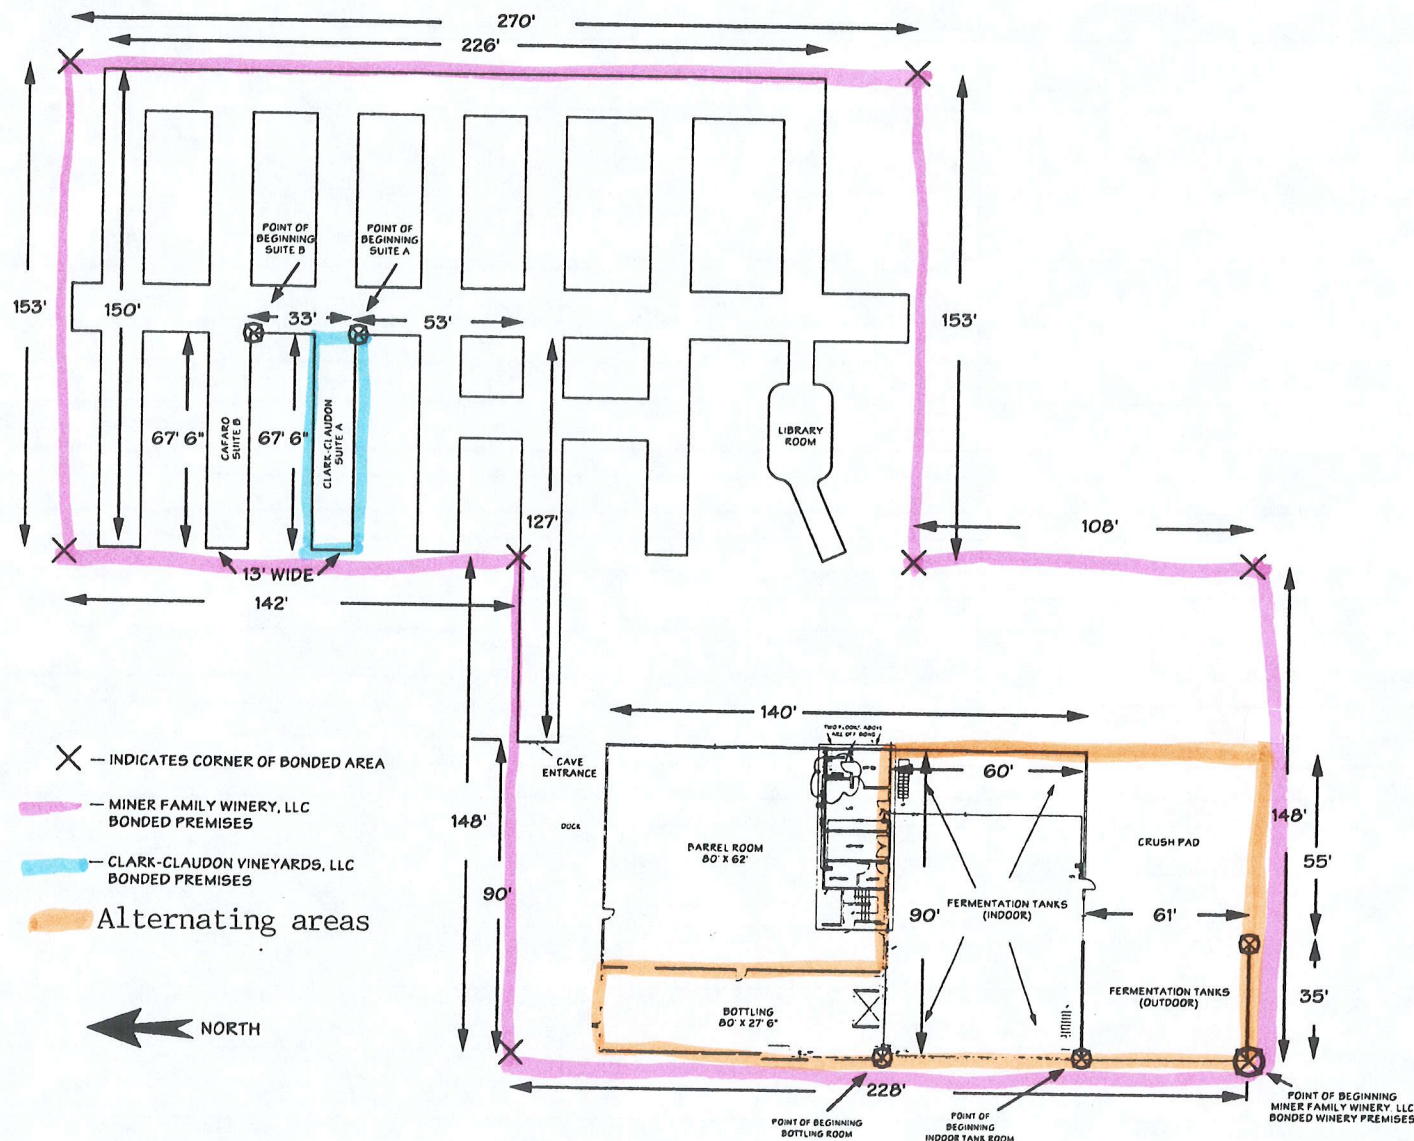 270'
226'
POINT OF
BEGINNING
SUITE B
POINT OF
BEGINNING
SUITE A
153'
150'
33'
53'
153'
67' 6"
CAFARO
SUITE B
67' 6"
CLARK-CLAUDON
SUITE A
LIBRARY
ROOM
127'
108'
13' WIDE
142'
140'
CAVE
ENTRANCE
60'
X – INDICATES CORNER OF BONDED AREA
– MINER FAMILY WINERY, LLC
BONDED PREMISES
– CLARK-CLAUDON VINEYARDS, LLC
BONDED PREMISES
Alternating areas
NORTH
148'
90'
DUCK
BARREL ROOM
80' X 62'
90'
FERMENTATION TANKS
(INDOOR)
CRUSH PAD
148'
55'
61'
FERMENTATION TANKS
(OUTDOOR)
35'
BOTTLING
80' X 27' 6"
228'
POINT OF BEGINNING
BOTTLING ROOM
POINT OF
BEGINNING
INDOOR TANK ROOM
POINT OF BEGINNING
MINER FAMILY WINERY, LLC
BONDED WINERY PREMISES